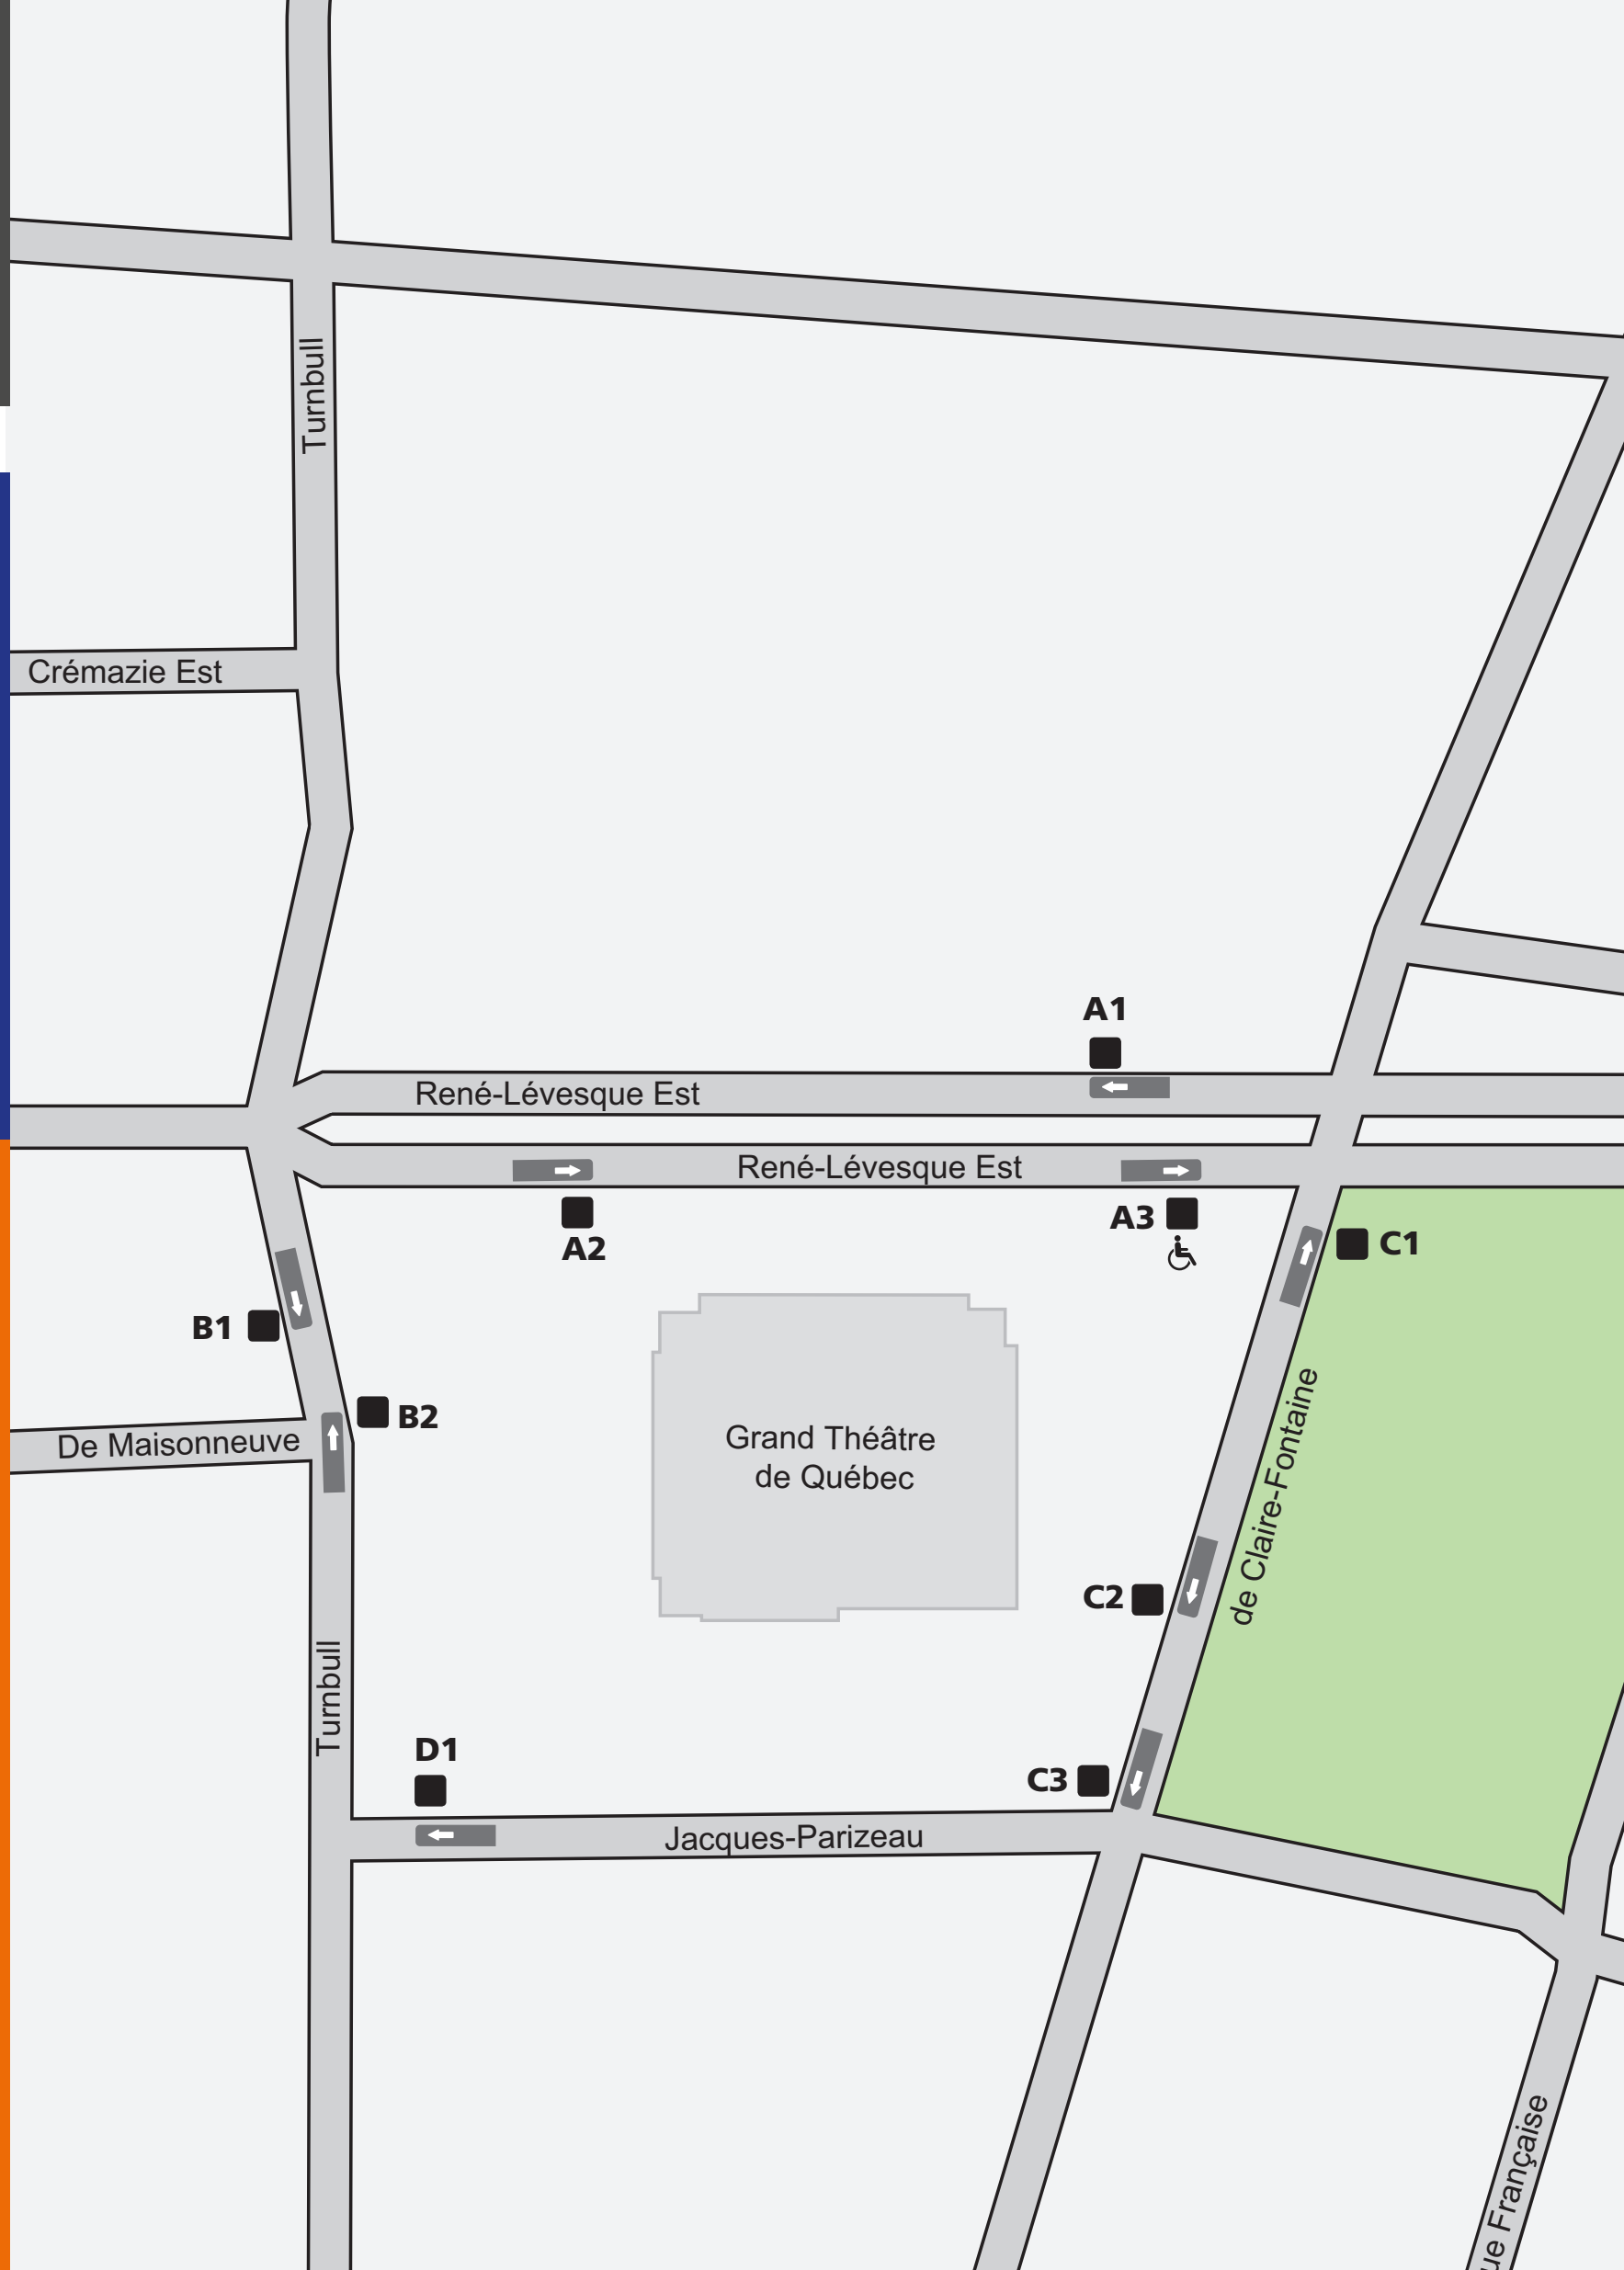 Turnbull
Crémazie Est
A1
René-Lévesque Est
René-Lévesque Est
A2
A3
C1
B1
B2
De Maisonneuve
Grand Théâtre
de Québec
de Claire-Fontaine
C2
Turnbull
D1
C3
Jacques-Parizeau
Française